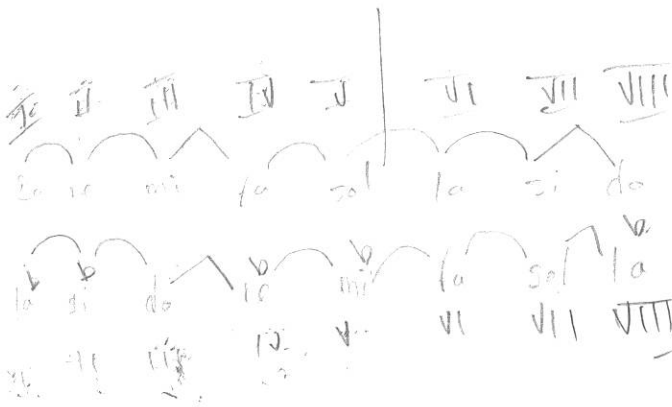 I II III IV V VI VII VIII
do re mi fa sol la si do
b b b b b
la si do re mi fa sol la
VI VII VIII